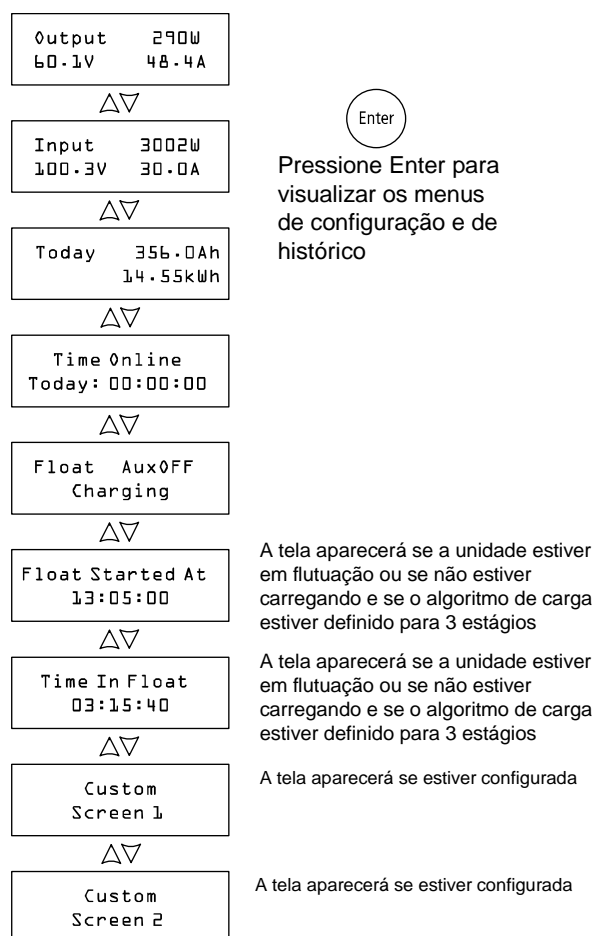 Output 290W
60.1V 48.4A
Enter
Input 3002W
100.3V 30.0A
Pressione Enter para
visualizar os menus
de configuração e de
histórico
Today 356.0Ah
14.55kWh
Time Online
Today: 00:00:00
Float AuxOFF
Charging
Float Started At
13:05:00
A tela aparecerá se a unidade estiver
em flutuação ou se não estiver
carregando e se o algoritmo de carga
estiver definido para 3 estágios
Time In Float
03:15:40
A tela aparecerá se a unidade estiver
em flutuação ou se não estiver
carregando e se o algoritmo de carga
estiver definido para 3 estágios
Custom
Screen 1
A tela aparecerá se estiver configurada
Custom
Screen 2
A tela aparecerá se estiver configurada